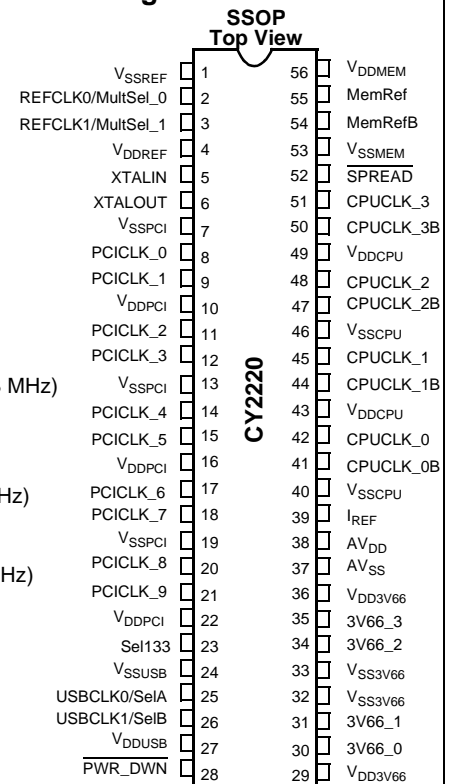 SSOP
Top View
V_SSREF 1 56 V_DDMEM
REFCLK0/MultSel_0 2 55 MemRef
REFCLK1/MultSel_1 3 54 MemRefB
V_DDREF 4 53 V_SSMEM
XTALIN 5 52 SPREAD
XTALOUT 6 51 CPUCLK_3
V_SSPCI 7 50 CPUCLK_3B
PCICLK_0 8 49 V_DDCPU
PCICLK_1 9 48 CPUCLK_2
V_DDPCI 10 47 CPUCLK_2B
PCICLK_2 11 46 V_SSCPU
PCICLK_3 12 45 CPUCLK_1
MHz) V_SSPCI 13 44 CPUCLK_1B
PCICLK_4 14 43 V_DDCPU
PCICLK_5 15 42 CPUCLK_0
V_DDPCI 16 41 CPUCLK_0B
Hz) PCICLK_6 17 40 V_SSCPU
PCICLK_7 18 39 I_REF
V_SSPCI 19 38 AV_DD
Hz) PCICLK_8 20 37 AV_SS
PCICLK_9 21 36 V_DD3V66
V_DDPCI 22 35 3V66_3
Sel133 23 34 3V66_2
V_SSUSB 24 33 V_SS3V66
USBCLK0/SelA 25 32 V_SS3V66
USBCLK1/SelB 26 31 3V66_1
V_DDUSB 27 30 3V66_0
PWR_DWN 28 29 V_DD3V66
CY2220